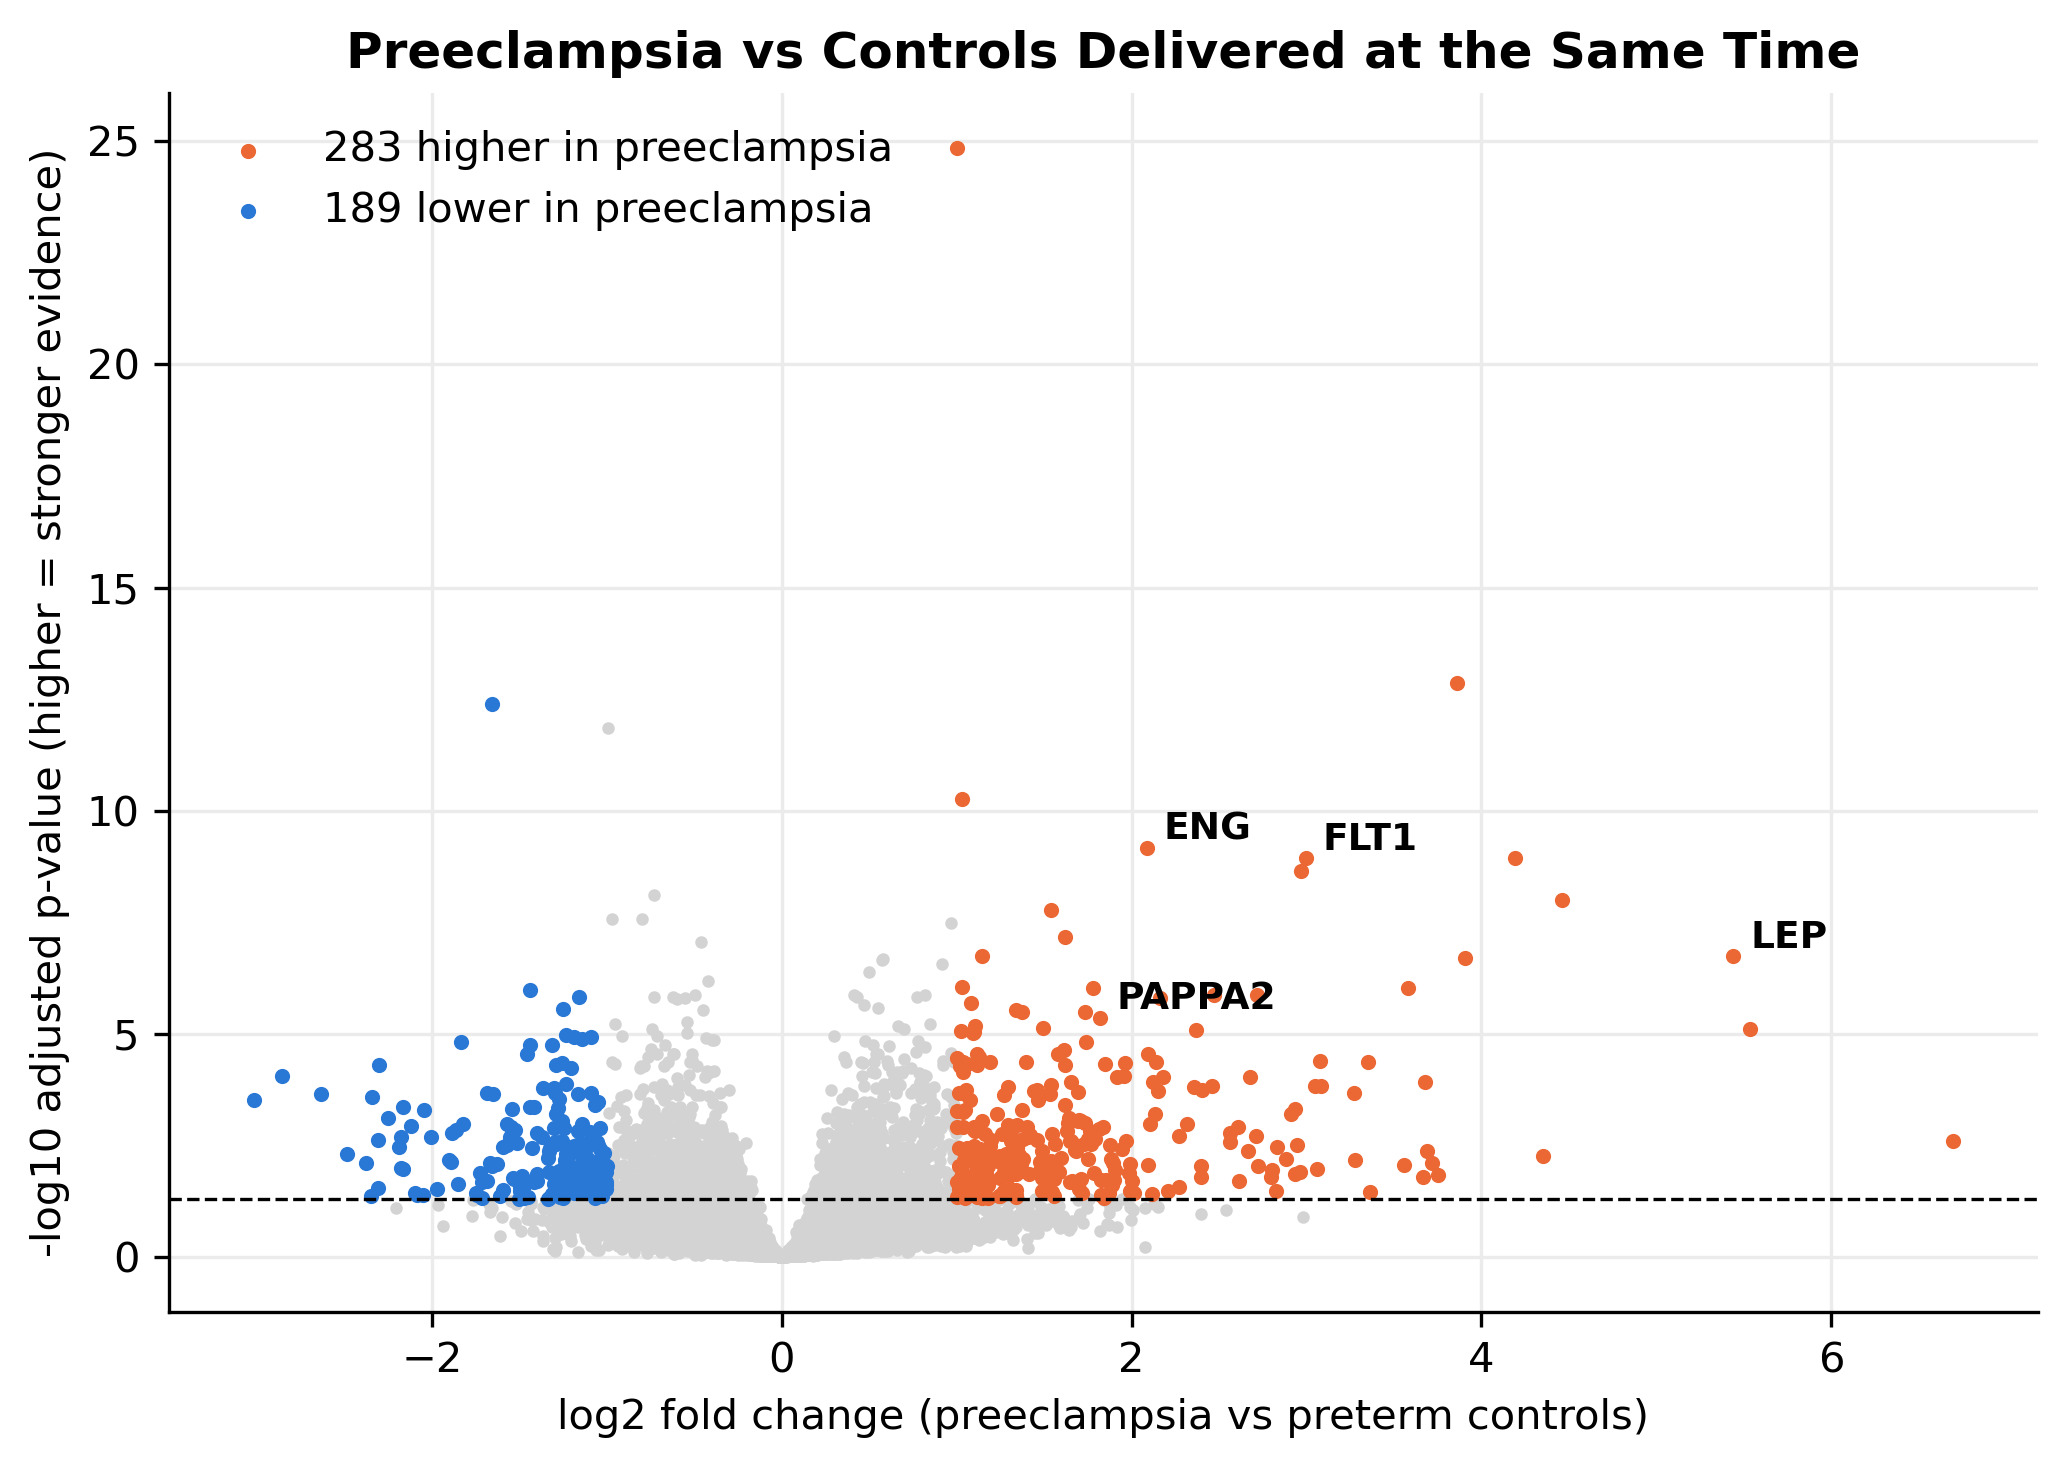 Preeclampsia vs Controls Delivered at the Same Time
-log10 adjusted p-value (higher = stronger evidence)
25
20
15
10
5
0
283 higher in preeclampsia
189 lower in preeclampsia
ENG
FLT1
LEP
PAPPA2
−2
0
2
4
6
log2 fold change (preeclampsia vs preterm controls)